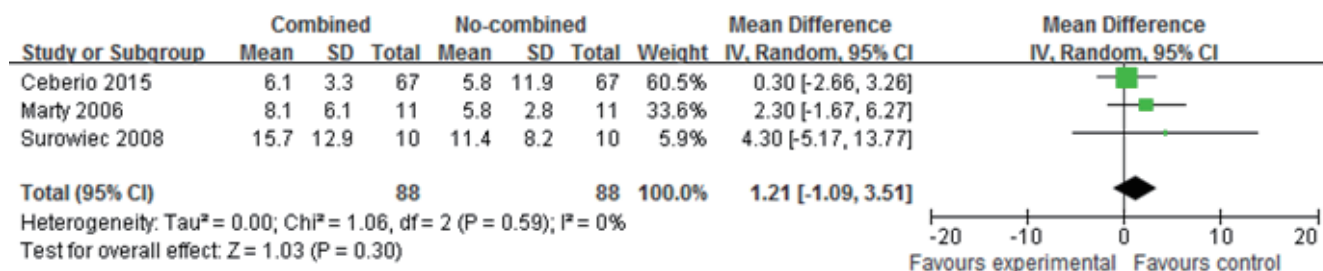 Combined No-combined Mean Difference Mean Difference
Study or Subgroup Mean SD Total Mean SD Total Weight IV, Random, 95% CI IV, Random, 95% CI
Ceberio 2015 6.1 3.3 67 5.8 11.9 67 60.5% 0.30 [-2.66, 3.26]
Marty 2006 8.1 6.1 11 5.8 2.8 11 33.6% 2.30 [-1.67, 6.27]
Surowiec 2008 15.7 12.9 10 11.4 8.2 10 5.9% 4.30 [-5.17, 13.77]
Total (95% CI) 88 88 100.0% 1.21 [-1.09, 3.51]
Heterogeneity: Tau² = 0.00; Chi² = 1.06, df = 2 (P = 0.59); I² = 0%
Test for overall effect: Z = 1.03 (P = 0.30)
-20 -10 0 10 20
Favours experimental Favours control